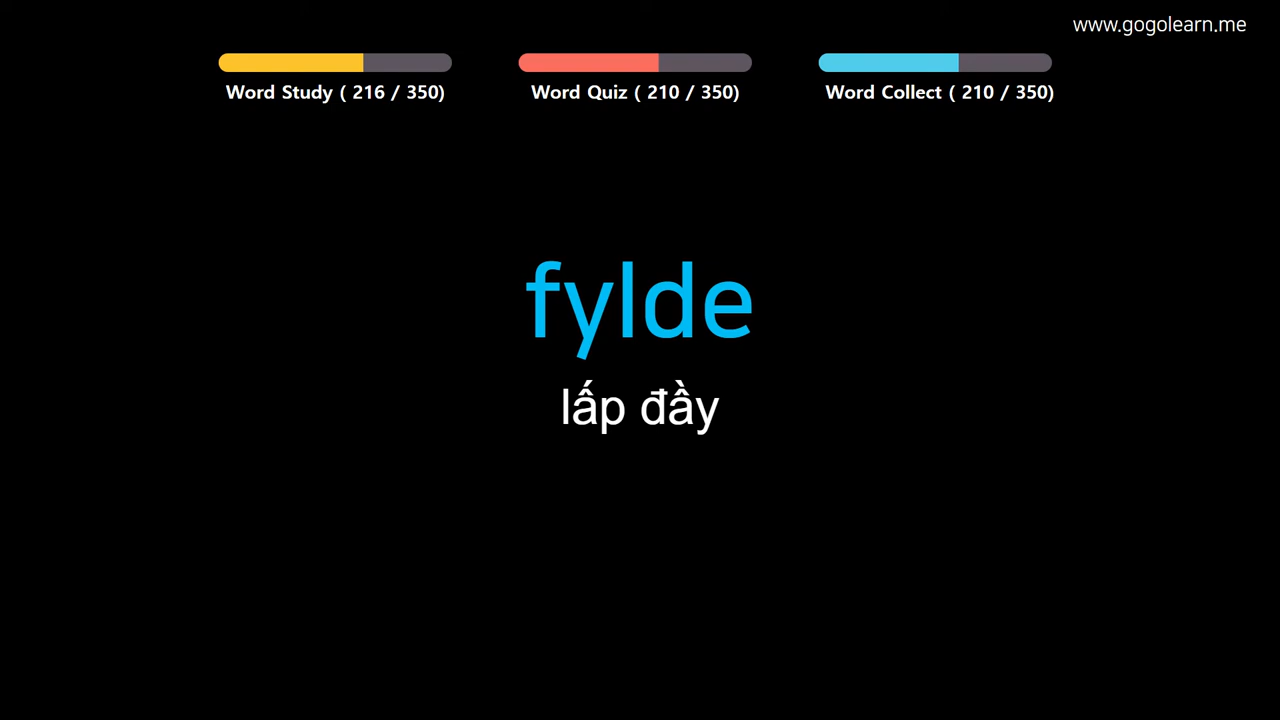 www.gogolearn.me
Word Study ( 216 / 350)
Word Quiz ( 210 / 350)
Word Collect ( 210 / 350)
fylde
lấp đầy